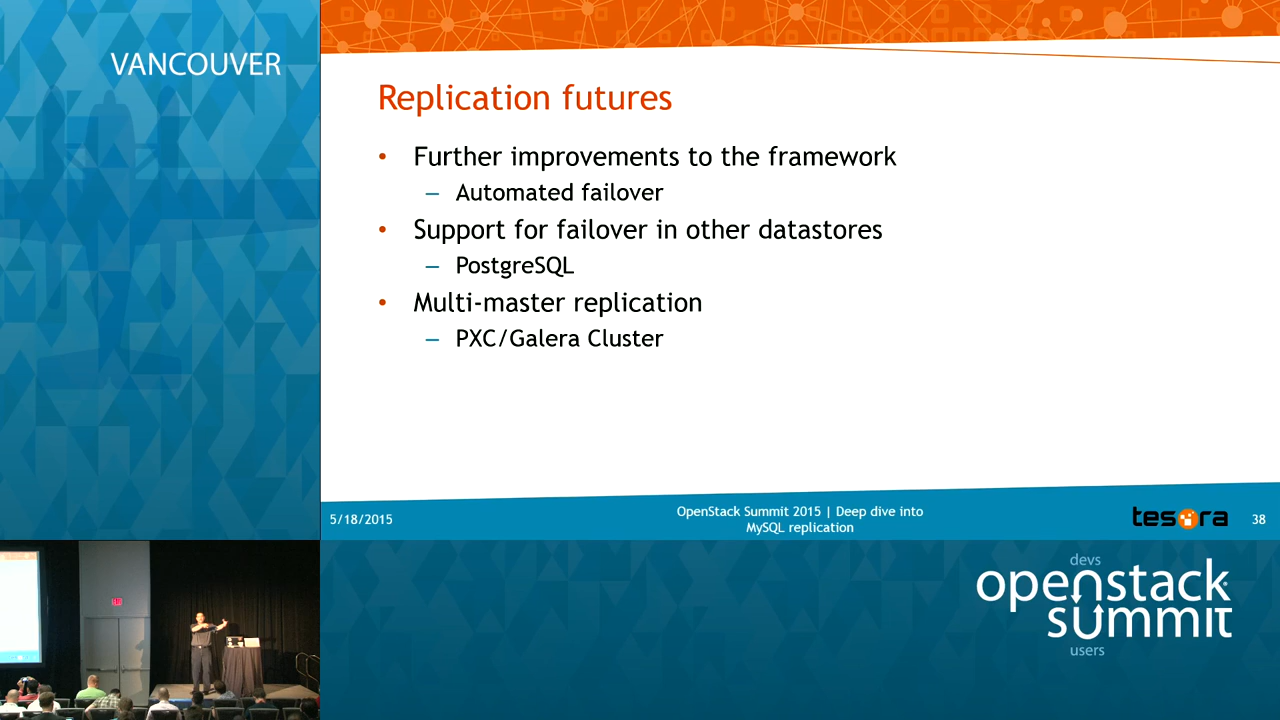 VANCOUVER
Replication futures
• Further improvements to the framework
– Automated failover
• Support for failover in other datastores
– PostgreSQL
• Multi-master replication
– PXC/Galera Cluster
5/18/2015
OpenStack Summit 2015 | Deep dive into
MySQL replication
tesora
38
devs
openstack
summit
users